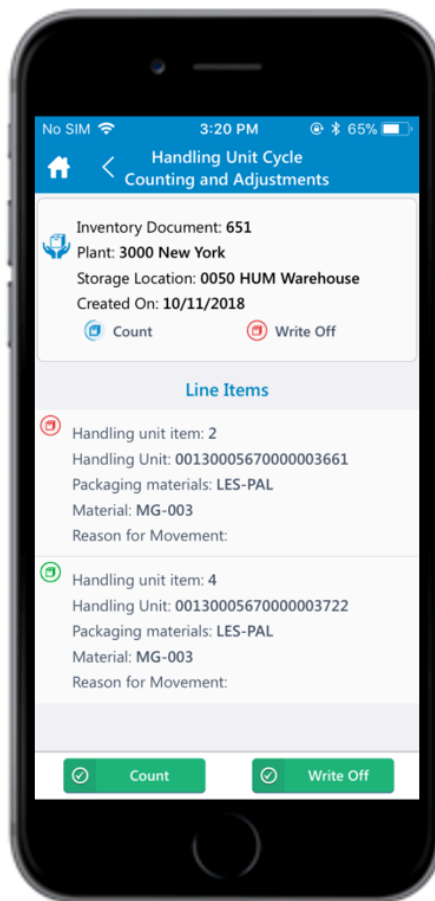 No SIM 3:20 PM 65%
Handling Unit Cycle
Counting and Adjustments
Inventory Document: 651
Plant: 3000 New York
Storage Location: 0050 HUM Warehouse
Created On: 10/11/2018
Count Write Off
Line Items
Handling unit item: 2
Handling Unit: 00130005670000003661
Packaging materials: LES-PAL
Material: MG-003
Reason for Movement:
Handling unit item: 4
Handling Unit: 00130005670000003722
Packaging materials: LES-PAL
Material: MG-003
Reason for Movement:
Count Write Off